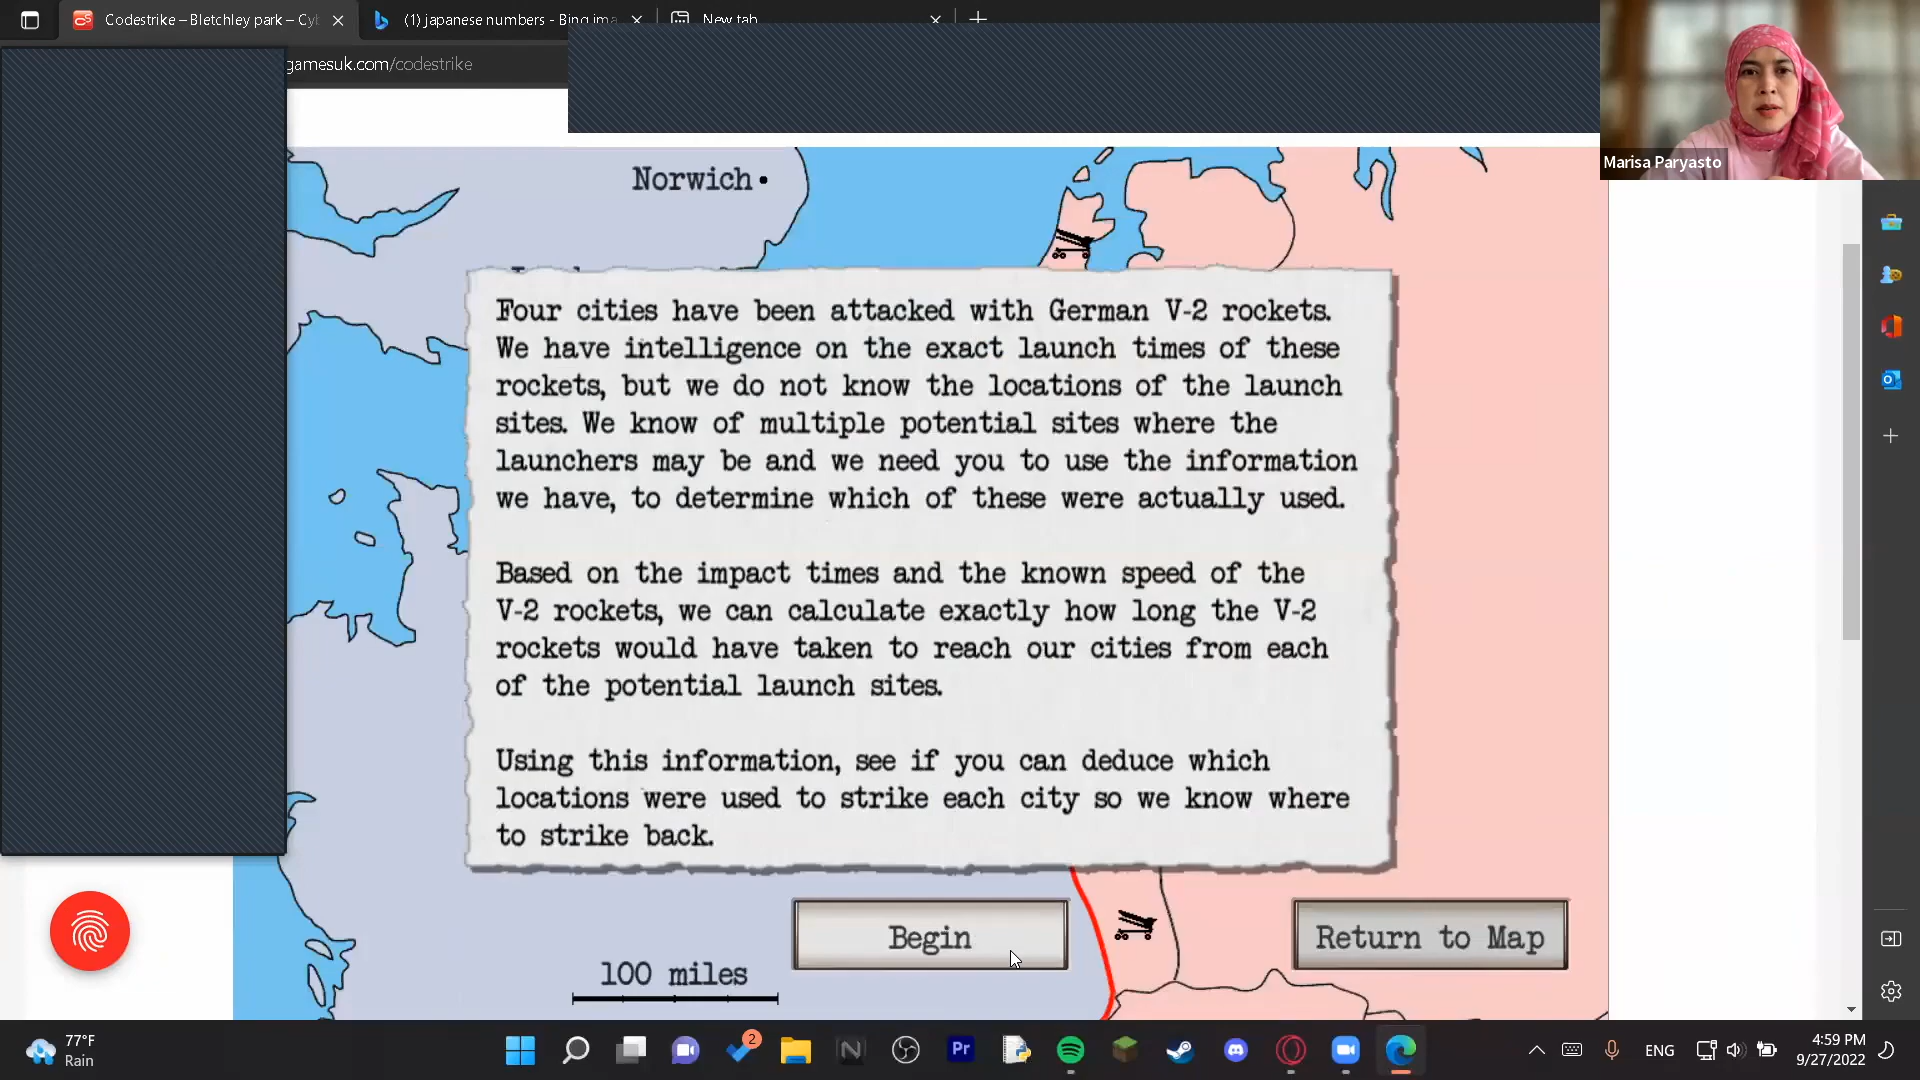 Codestrike – Bletchley park – Cyb
(1) japanese numbers - Bing ima
New tab
gamesuk.com/codestrike
Marisa Paryasto
Norwich
Four cities have been attacked with German V-2 rockets.
We have intelligence on the exact launch times of these
rockets, but we do not know the locations of the launch
sites. We know of multiple potential sites where the
launchers may be and we need you to use the information
we have, to determine which of these were actually used.
Based on the impact times and the known speed of the
V-2 rockets, we can calculate exactly how long the V-2
rockets would have taken to reach our cities from each
of the potential launch sites.
Using this information, see if you can deduce which
locations were used to strike each city so we know where
to strike back.
Begin
Return to Map
100 miles
77°F
Rain
2
Pr
ENG
4:59 PM
9/27/2022